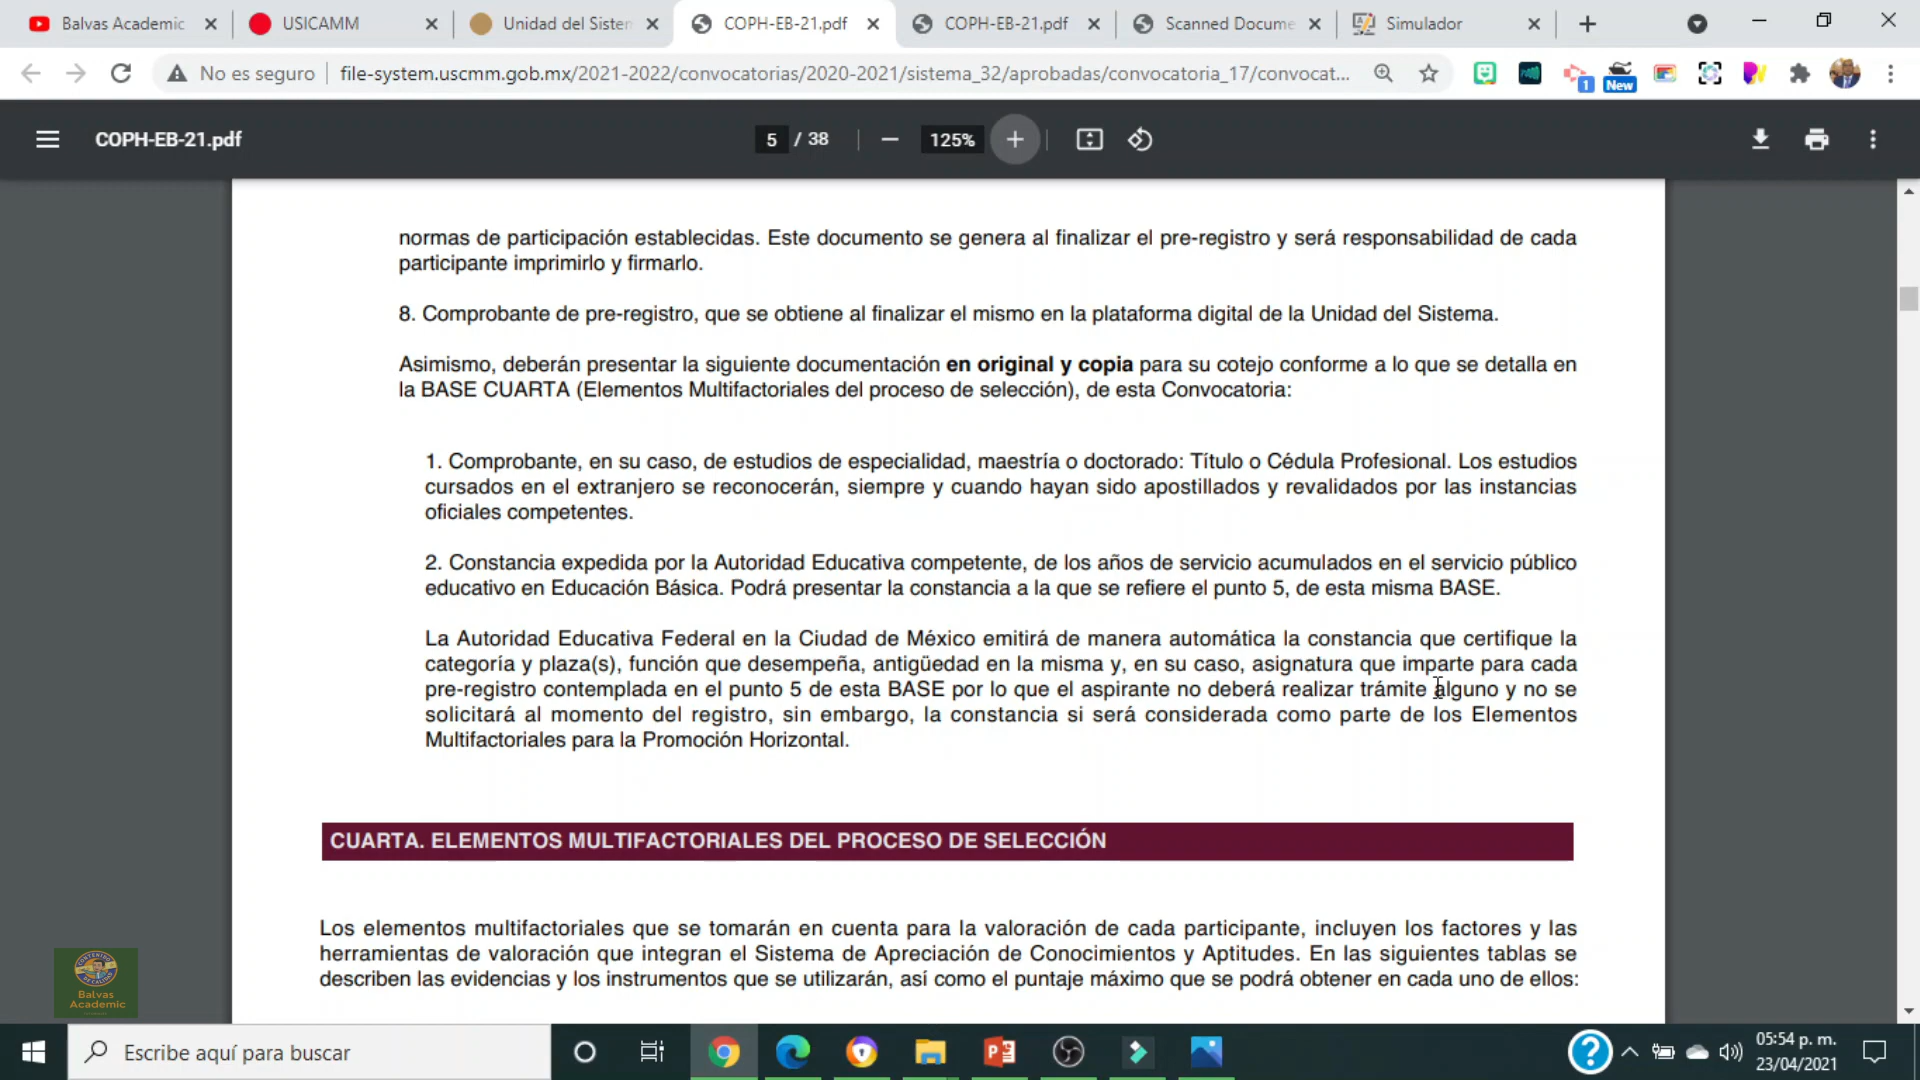 Balvas Academic
USICAMM
Unidad del Sistem
COPH-EB-21.pdf
COPH-EB-21.pdf
Scanned Docume
Simulador
No es seguro
file-system.uscmm.gob.mx/2021-2022/convocatorias/2020-2021/sistema_32/aprobadas/convocatoria_17/convocat...
1
New
COPH-EB-21.pdf
5 / 38
125%
normas de participación establecidas. Este documento se genera al finalizar el pre-registro y será responsabilidad de cada
participante imprimirlo y firmarlo.
8. Comprobante de pre-registro, que se obtiene al finalizar el mismo en la plataforma digital de la Unidad del Sistema.
Asimismo, deberán presentar la siguiente documentación en original y copia para su cotejo conforme a lo que se detalla en
la BASE CUARTA (Elementos Multifactoriales del proceso de selección), de esta Convocatoria:
1. Comprobante, en su caso, de estudios de especialidad, maestría o doctorado: Título o Cédula Profesional. Los estudios
cursados en el extranjero se reconocerán, siempre y cuando hayan sido apostillados y revalidados por las instancias
oficiales competentes.
2. Constancia expedida por la Autoridad Educativa competente, de los años de servicio acumulados en el servicio público
educativo en Educación Básica. Podrá presentar la constancia a la que se refiere el punto 5, de esta misma BASE.
La Autoridad Educativa Federal en la Ciudad de México emitirá de manera automática la constancia que certifique la
categoría y plaza(s), función que desempeña, antigüedad en la misma y, en su caso, asignatura que imparte para cada
pre-registro contemplada en el punto 5 de esta BASE por lo que el aspirante no deberá realizar trámite alguno y no se
solicitará al momento del registro, sin embargo, la constancia si será considerada como parte de los Elementos
Multifactoriales para la Promoción Horizontal.
CUARTA. ELEMENTOS MULTIFACTORIALES DEL PROCESO DE SELECCIÓN
Los elementos multifactoriales que se tomarán en cuenta para la valoración de cada participante, incluyen los factores y las
herramientas de valoración que integran el Sistema de Apreciación de Conocimientos y Aptitudes. En las siguientes tablas se
describen las evidencias y los instrumentos que se utilizarán, así como el puntaje máximo que se podrá obtener en cada uno de ellos:
Balvas
Academic
Escribe aquí para buscar
05:54 p. m.
23/04/2021